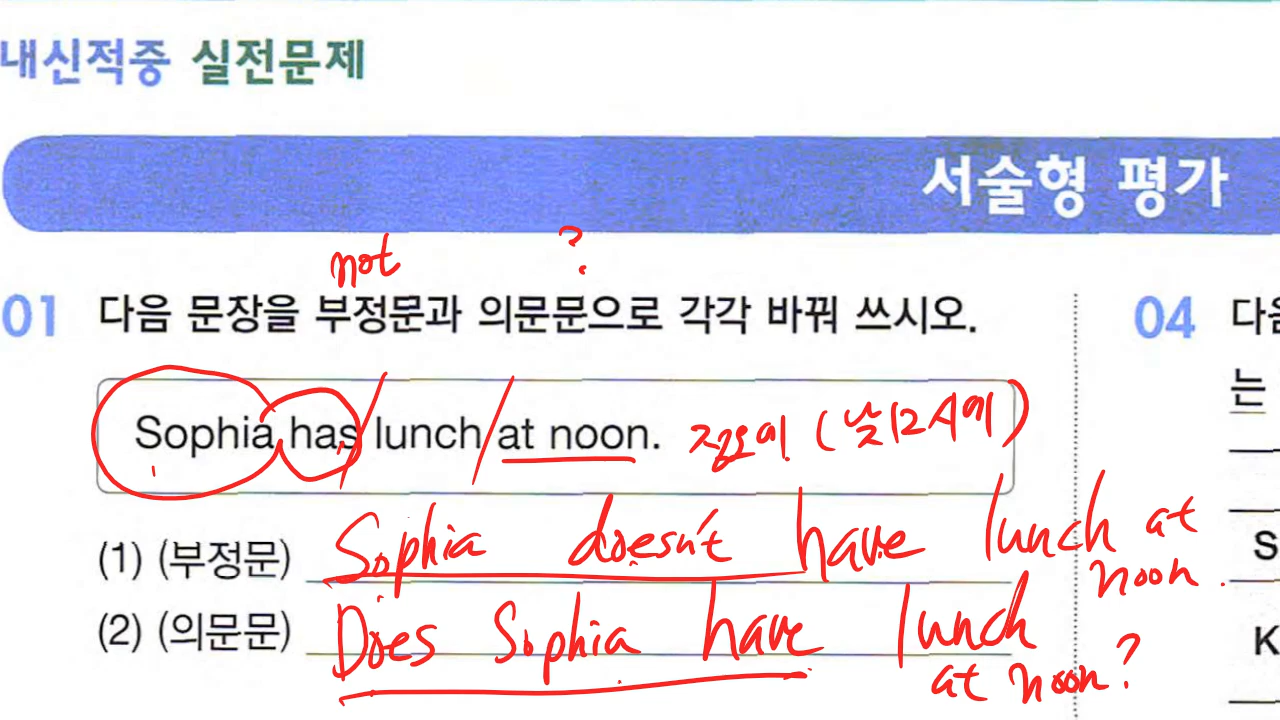 내신적중 실전문제
서술형 평가
not ?
01 다음 문장을 부정문과 의문문으로 각각 바꿔 쓰시오.
Sophia has lunch at noon. 정오에 (낮12시에)
(1) (부정문) Sophia doesn't have lunch at noon.
(2) (의문문) Does Sophia have lunch at noon?
04 다음
는
S
K